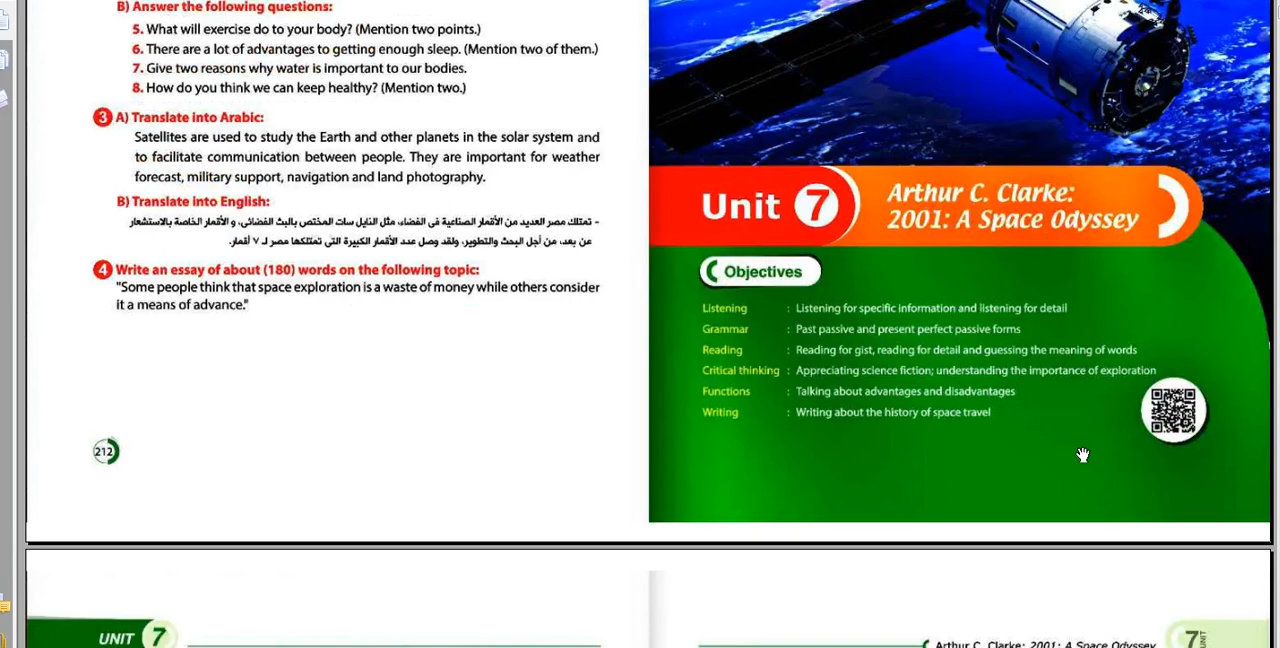 B) Answer the following questions:
5. What will exercise do to your body? (Mention two points.)
6. There are a lot of advantages to getting enough sleep. (Mention two of them.)
7. Give two reasons why water is important to our bodies.
8. How do you think we can keep healthy? (Mention two.)
3 A) Translate into Arabic:
Satellites are used to study the Earth and other planets in the solar system and
to facilitate communication between people. They are important for weather
forecast, military support, navigation and land photography.
B) Translate into English:
- تمتلك مصر العديد من الأقمار الصناعية فى الفضاء، مثل النايل سات المختص بالبث الفضائى، و الأقمار الخاصة بالاستشعار
عن بعد، من أجل البحث والتطوير، ولقد وصل عدد الأقمار الكبيرة التى تمتلكها مصر لـ ٧ أقمار.
4 Write an essay of about (180) words on the following topic:
"Some people think that space exploration is a waste of money while others consider
it a means of advance."
212
Unit 7
Arthur C. Clarke:
2001: A Space Odyssey
Objectives
Listening : Listening for specific information and listening for detail
Grammar : Past passive and present perfect passive forms
Reading : Reading for gist, reading for detail and guessing the meaning of words
Critical thinking : Appreciating science fiction; understanding the importance of exploration
Functions : Talking about advantages and disadvantages
Writing : Writing about the history of space travel
UNIT 7
Arthur C. Clarke: 2001: A Space Odyssey
7 UNIT